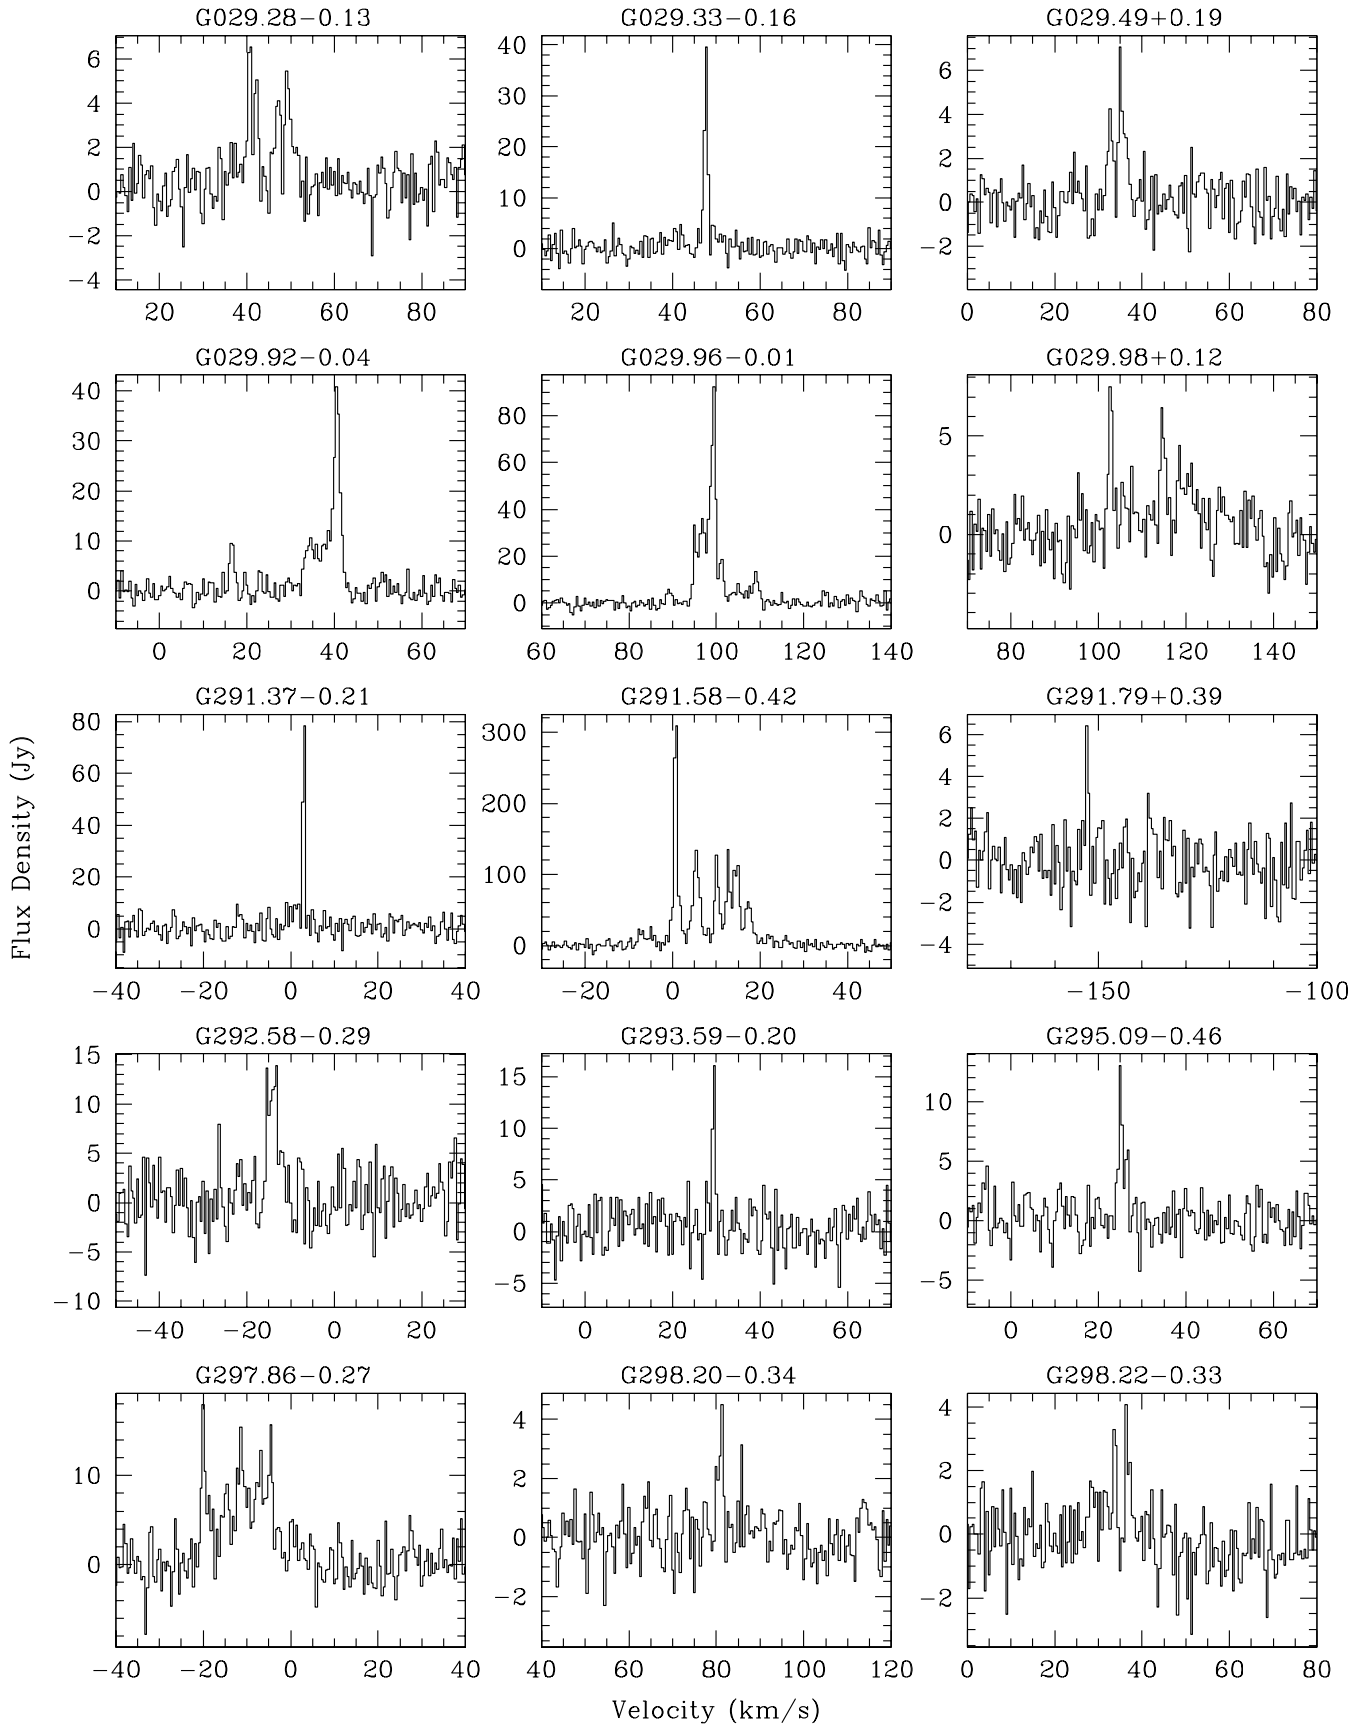 G029.28−0.13
G029.33−0.16
G029.49+0.19
6
4
2
0
−2
−4
20 40 60 80
40
30
20
10
0
20 40 60 80
6
4
2
0
−2
0 20 40 60 80
G029.92−0.04
G029.96−0.01
G029.98+0.12
40
30
20
10
0
0 20 40 60
80
60
40
20
0
60 80 100 120 140
5
0
80 100 120 140
G291.37−0.21
G291.58−0.42
G291.79+0.39
80
60
40
20
0
−40 −20 0 20 40
300
200
100
0
−20 0 20 40
6
4
2
0
−2
−4
−150 −100
G292.58−0.29
G293.59−0.20
G295.09−0.46
15
10
5
0
−5
−10
−40 −20 0 20
15
10
5
0
−5
0 20 40 60
10
5
0
−5
0 20 40 60
G297.86−0.27
G298.20−0.34
G298.22−0.33
10
0
−40 −20 0 20 40
4
2
0
−2
40 60 80 100 120
4
2
0
−2
0 20 40 60 80
Flux Density (Jy)
Velocity (km/s)